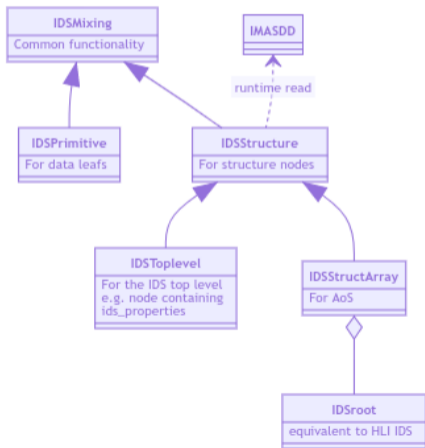 IDSMixing
Common functionality
IMASDD
runtime read
IDSPrimitive
For data leafs
IDSStructure
For structure nodes
IDSToplevel
For the IDS top level
e.g. node containing
ids_properties
IDSStructArray
For AoS
IDSroot
equivalent to HLI IDS